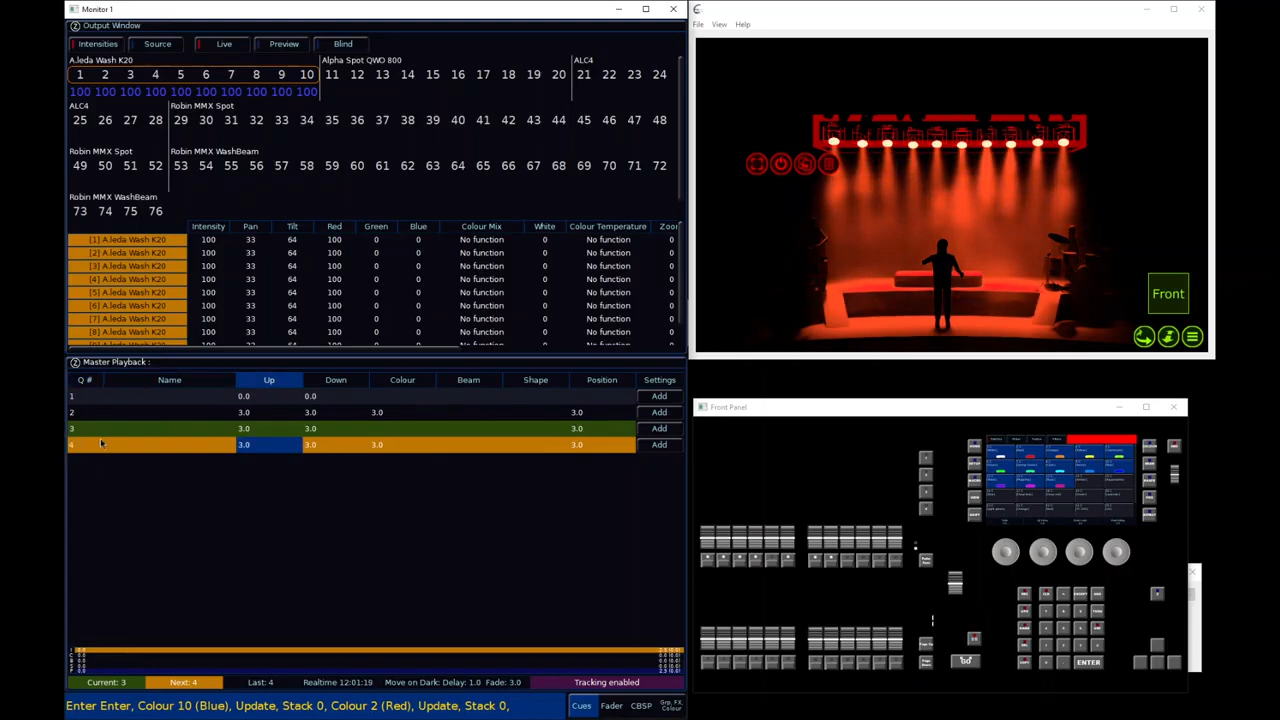 Monitor 1
Output Window
Intensities Source Live Preview Blind
A.leda Wash K20 Alpha Spot QWO 800 ALC4
1 2 3 4 5 6 7 8 9 10 11 12 13 14 15 16 17 18 19 20 21 22 23 24
100 100 100 100 100 100 100 100 100 100
ALC4 Robin MMX Spot
25 26 27 28 29 30 31 32 33 34 35 36 37 38 39 40 41 42 43 44 45 46 47 48
Robin MMX Spot Robin MMX WashBeam
49 50 51 52 53 54 55 56 57 58 59 60 61 62 63 64 65 66 67 68 69 70 71 72
Robin MMX WashBeam
73 74 75 76
Intensity Pan Tilt Red Green Blue Colour Mix White Colour Temperature Zoo
[1] A.leda Wash K20 100 33 64 100 0 0 No function 0 No function 0
[2] A.leda Wash K20 100 33 64 100 0 0 No function 0 No function 0
[3] A.leda Wash K20 100 33 64 100 0 0 No function 0 No function 0
[4] A.leda Wash K20 100 33 64 100 0 0 No function 0 No function 0
[5] A.leda Wash K20 100 33 64 100 0 0 No function 0 No function 0
[6] A.leda Wash K20 100 33 64 100 0 0 No function 0 No function 0
[7] A.leda Wash K20 100 33 64 100 0 0 No function 0 No function 0
[8] A.leda Wash K20 100 33 64 100 0 0 No function 0 No function 0
Master Playback :
Q # Name Up Down Colour Beam Shape Position Settings
1 0.0 0.0 Add
2 3.0 3.0 3.0 3.0 Add
3 3.0 3.0 3.0 Add
4 3.0 3.0 3.0 3.0 Add
Current: 3 Next: 4 Last: 4 Realtime 12:01:19 Move on Dark: Delay: 1.0 Fade: 3.0 Tracking enabled
Enter Enter, Colour 10 (Blue), Update, Stack 0, Colour 2 (Red), Update, Stack 0,
Cues Fader CBSP Grp, FX, Colour
File View Help
Front
Front Panel
GO
ENTER